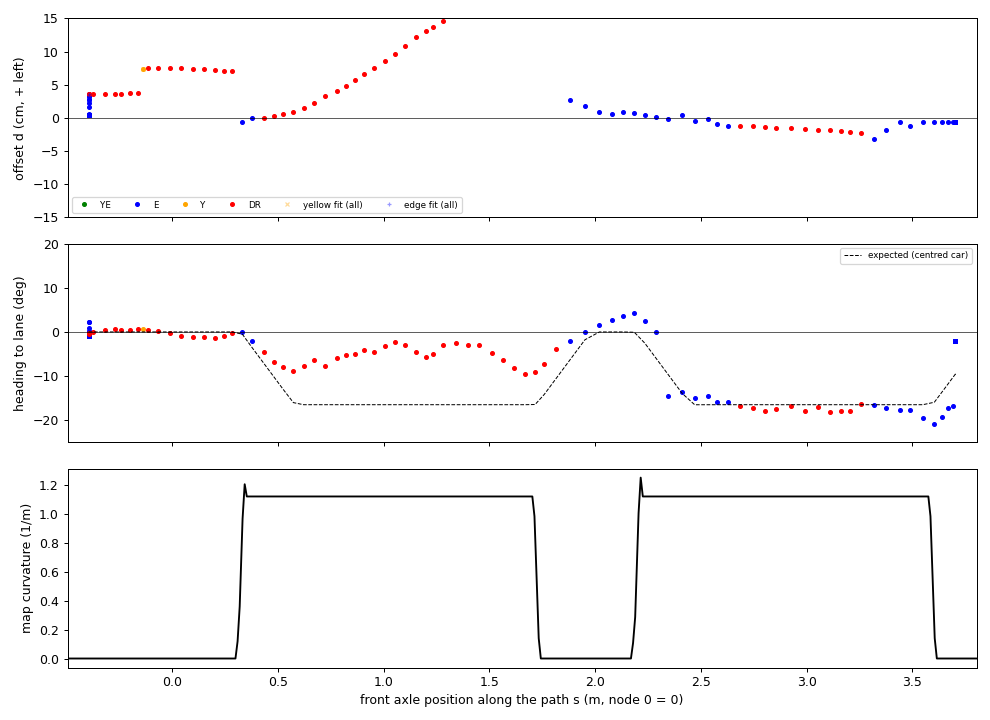 15
10
5
0
−5
−10
−15
offset d (cm, + left)
YE E Y DR yellow fit (all) edge fit (all)
20
10
0
−10
−20
heading to lane (deg)
expected (centred car)
1.2
1.0
0.8
0.6
0.4
0.2
0.0
map curvature (1/m)
0.0 0.5 1.0 1.5 2.0 2.5 3.0 3.5
front axle position along the path s (m, node 0 = 0)